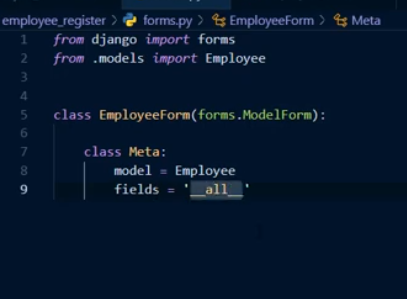 employee_register > forms.py > EmployeeForm > Meta
1 from django import forms
2 from .models import Employee
3
4
5 class EmployeeForm(forms.ModelForm):
6
7 class Meta:
8 model = Employee
9 fields = '__all__'